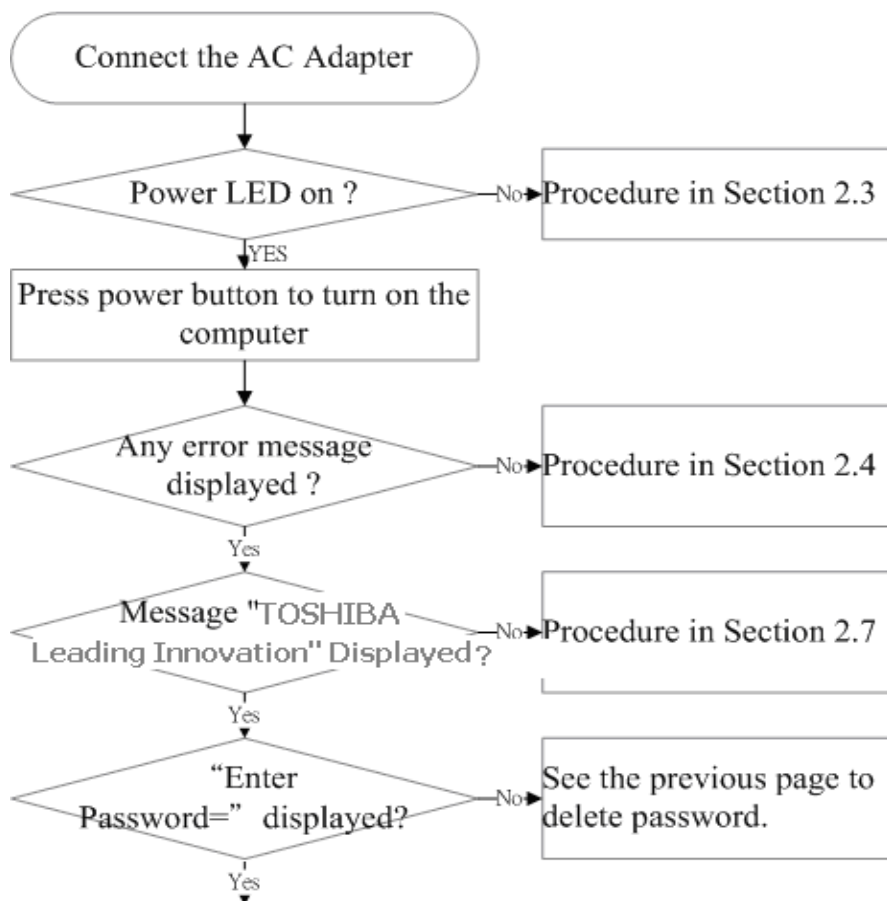 Connect the AC Adapter
Power LED on ?
No
Procedure in Section 2.3
YES
Press power button to turn on the
computer
Any error message
displayed ?
No
Procedure in Section 2.4
Yes
Message "TOSHIBA
Leading Innovation" Displayed?
No
Procedure in Section 2.7
Yes
“Enter
Password=” displayed?
No
See the previous page to
delete password.
Yes